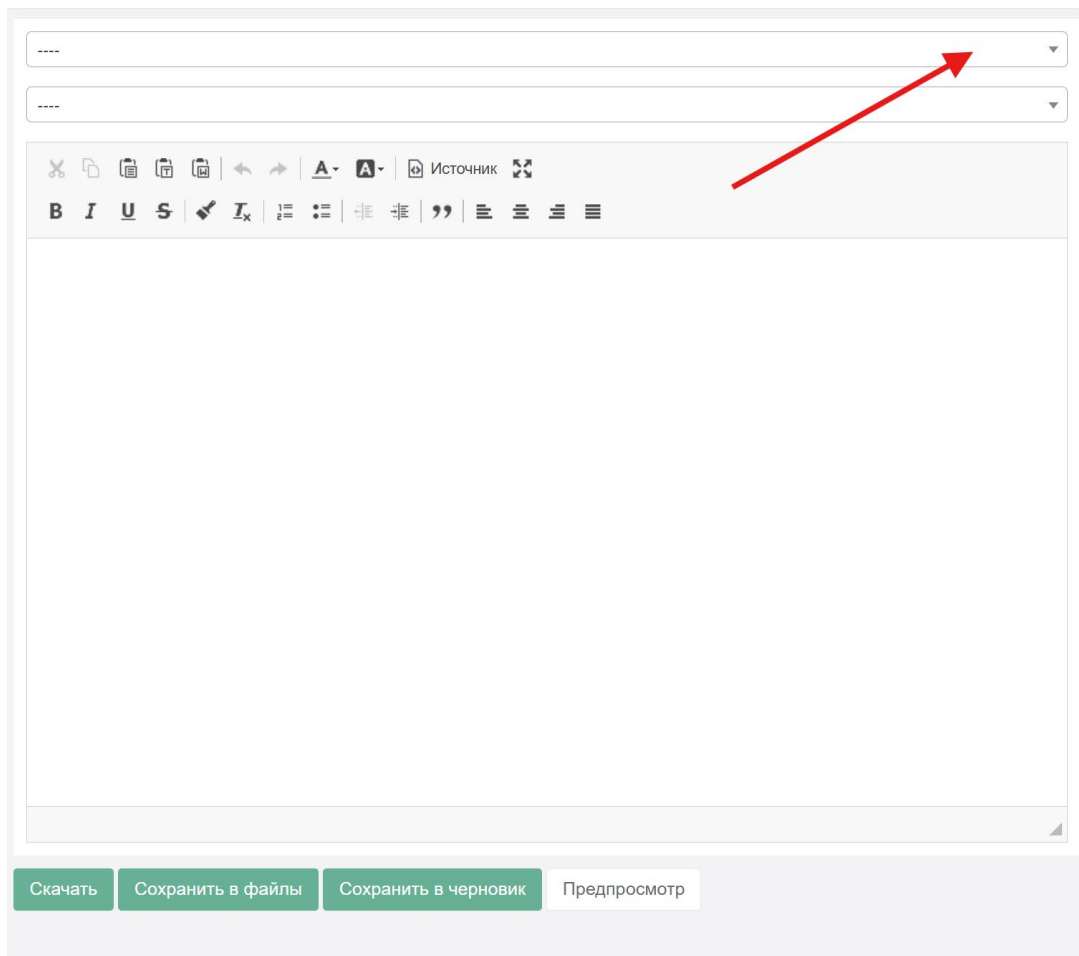 ----
----
Источник
Скачать Сохранить в файлы Сохранить в черновик Предпросмотр